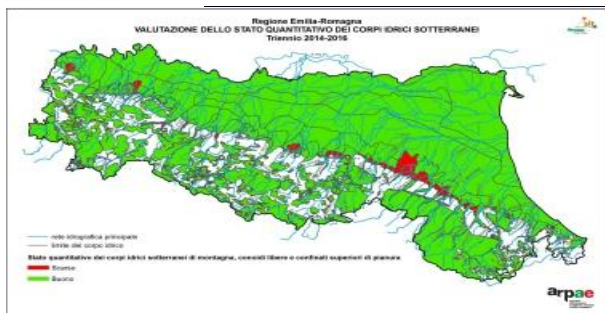 Regione Emilia-Romagna
VALUTAZIONE DELLO STATO QUANTITATIVO DEI CORPI IDRICI SOTTERRANEI
Triennio 2014-2016
rete idrografica principale
limite del corpo idrico
Stato quantitativo dei corpi idrici sotterranei di montagna, conoidi libere e confinati superiori di pianura
Scarso
Buono
arpae